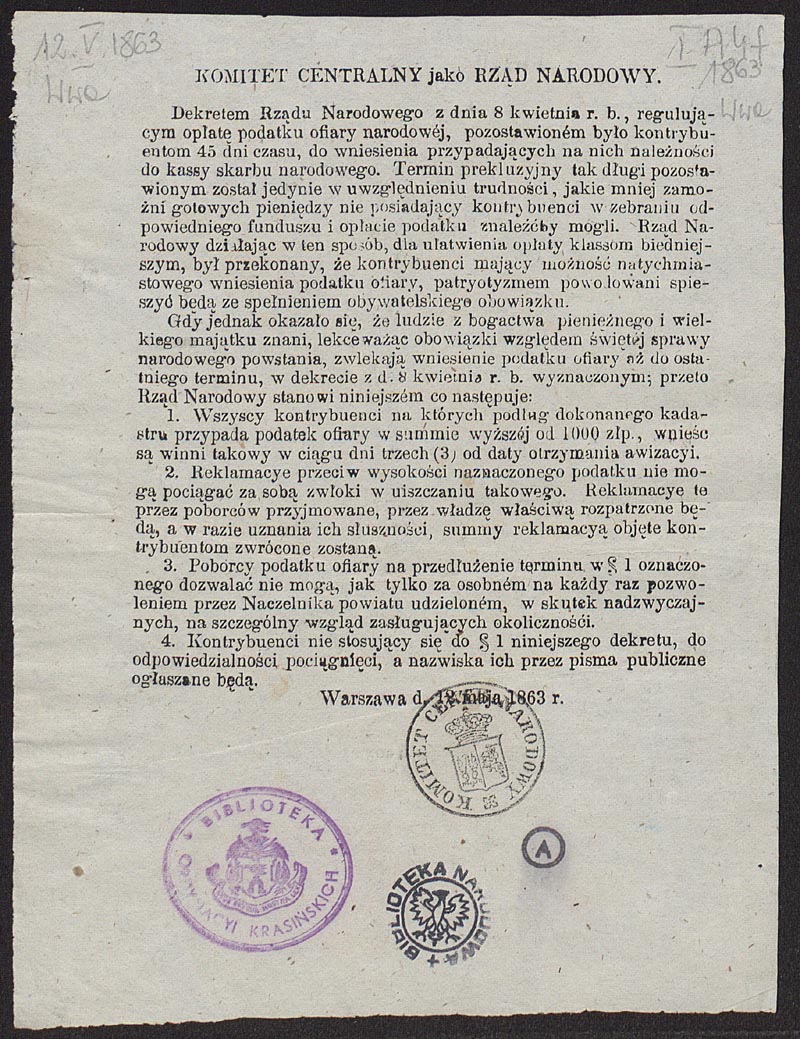 12.V.1863
Wwa
I A 4f
1863
Wwa
KOMITET CENTRALNY jako RZĄD NARODOWY.
Dekretem Rządu Narodowego z dnia 8 kwietnia r. b., regulują-
cym opłatę podatku ofiary narodowéj, pozostawioném było kontrybu-
entom 45 dni czasu, do wniesienia przypadających na nich należności
do kassy skarbu narodowego. Termin prekluzyjny tak długi pozosta-
wionym został jedynie w uwzględnieniu trudności, jakie mniej zamo-
żni gotowych pieniędzy nie posiadający kontrybuenci w zebraniu od-
powiedniego funduszu i opłacie podatku znaleźćby mogli. Rząd Na-
rodowy działając w ten sposób, dla ułatwienia opłaty klassom biedniej-
szym, był przekonany, że kontrybuenci mający możność natychmia-
stowego wniesienia podatku ofiary, patryotyzmem powodowani spie-
szyć będą ze spełnieniem obywatelskiego obowiązku.
Gdy jednak okazało się, że ludzie z bogactwa pieniężnego i wiel-
kiego majątku znani, lekceważąc obowiązki względem świętéj sprawy
narodowego powstania, zwlekają wniesienie podatku ofiary aż do osta-
tniego terminu, w dekrecie z d. 8 kwietnia r. b. wyznaczonym; przeto
Rząd Narodowy stanowi niniejszém co następuje:
1. Wszyscy kontrybuenci na których podług dokonanego kada-
stru przypada podatek ofiary w summie wyższéj od 1000 złp., wnieśc
są winni takowy w ciągu dni trzech (3) od daty otrzymania awizacyi.
2. Reklamacye przeciw wysokości naznaczonego podatku nie mo-
gą pociągać za sobą zwłoki w uiszczaniu takowego. Reklamacye te
przez poborców przyjmowane, przez władzę właściwą rozpatrzone bę-
dą, a w razie uznania ich słuszności, summy reklamacyą objęte kon-
trybuentom zwrócone zostaną.
3. Poborcy podatku ofiary na przedłużenie terminu w § 1 oznaczo-
nego dozwalać nie mogą, jak tylko za osobném na każdy raz pozwo-
leniem przez Naczelnika powiatu udzieloném, w skutek nadzwyczaj-
nych, na szczególny wzgląd zasługujących okoliczności.
4. Kontrybuenci nie stosujący się do § 1 niniejszego dekretu, do
odpowiedzialności pociągnięci, a nazwiska ich przez pisma publiczne
ogłaszane będą.
Warszawa d. 12 maja 1863 r.
KOMITET CENTR. NARODOWY
BIBLIOTEKA
KRASIŃSKICH
A
BIBLIOTEKA NARODOWA